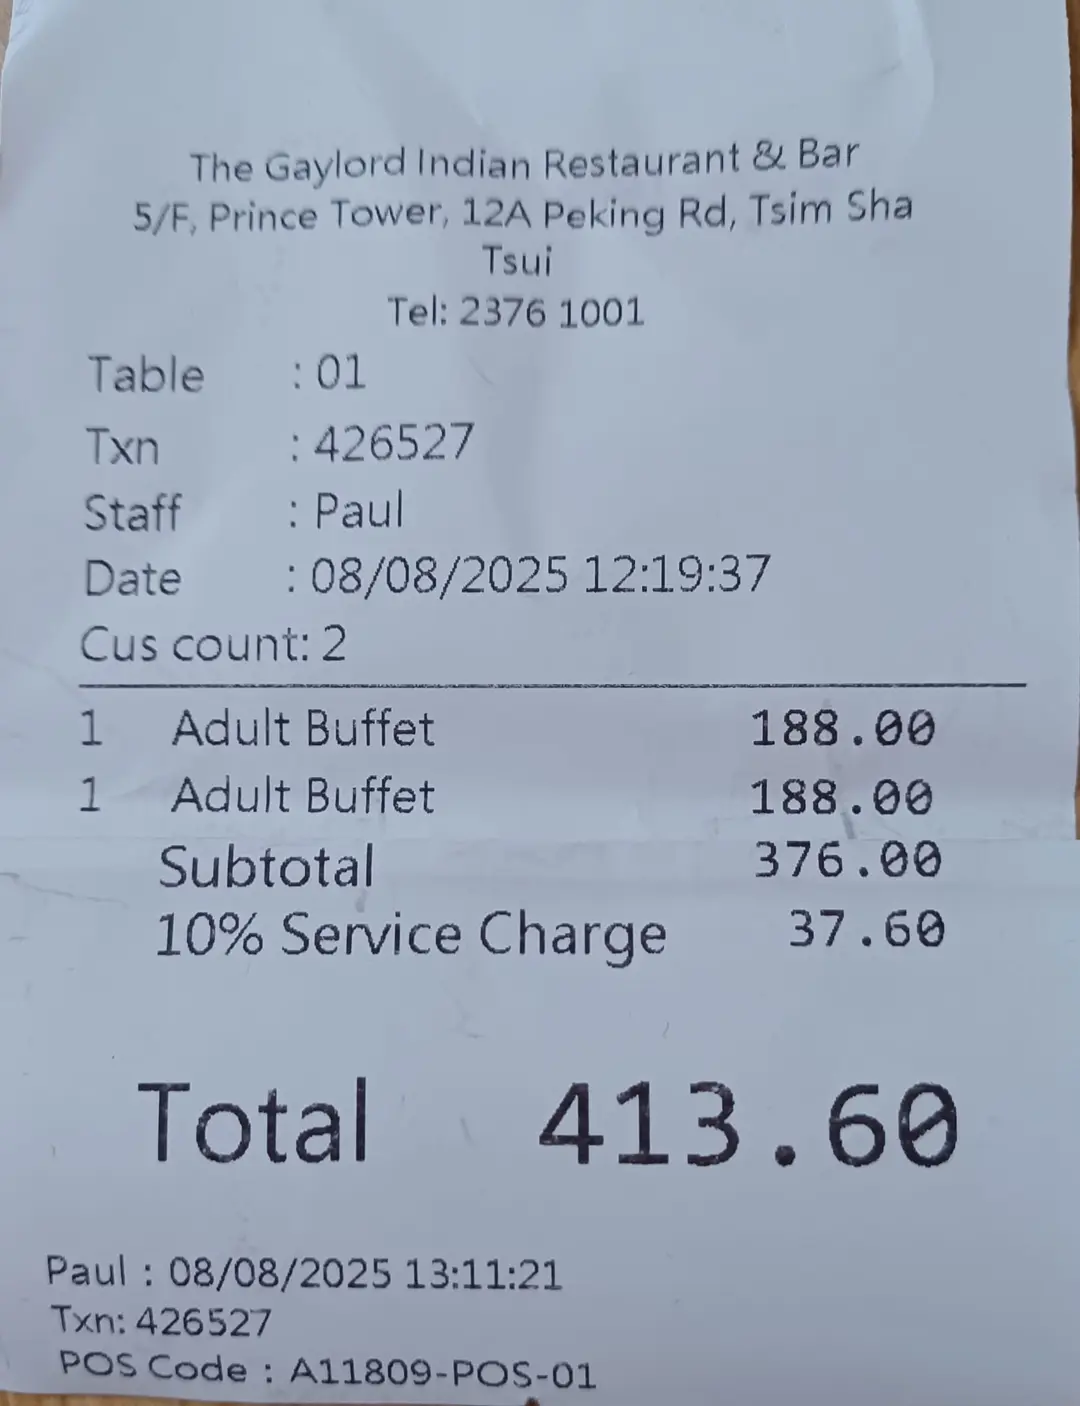 The Gaylord Indian Restaurant & Bar
5/F, Prince Tower, 12A Peking Rd, Tsim Sha
Tsui
Tel: 2376 1001
Table : 01
Txn : 426527
Staff : Paul
Date : 08/08/2025 12:19:37
Cus count: 2
1 Adult Buffet 188.00
1 Adult Buffet 188.00
Subtotal 376.00
10% Service Charge 37.60
Total 413.60
Paul : 08/08/2025 13:11:21
Txn: 426527
POS Code : A11809-POS-01